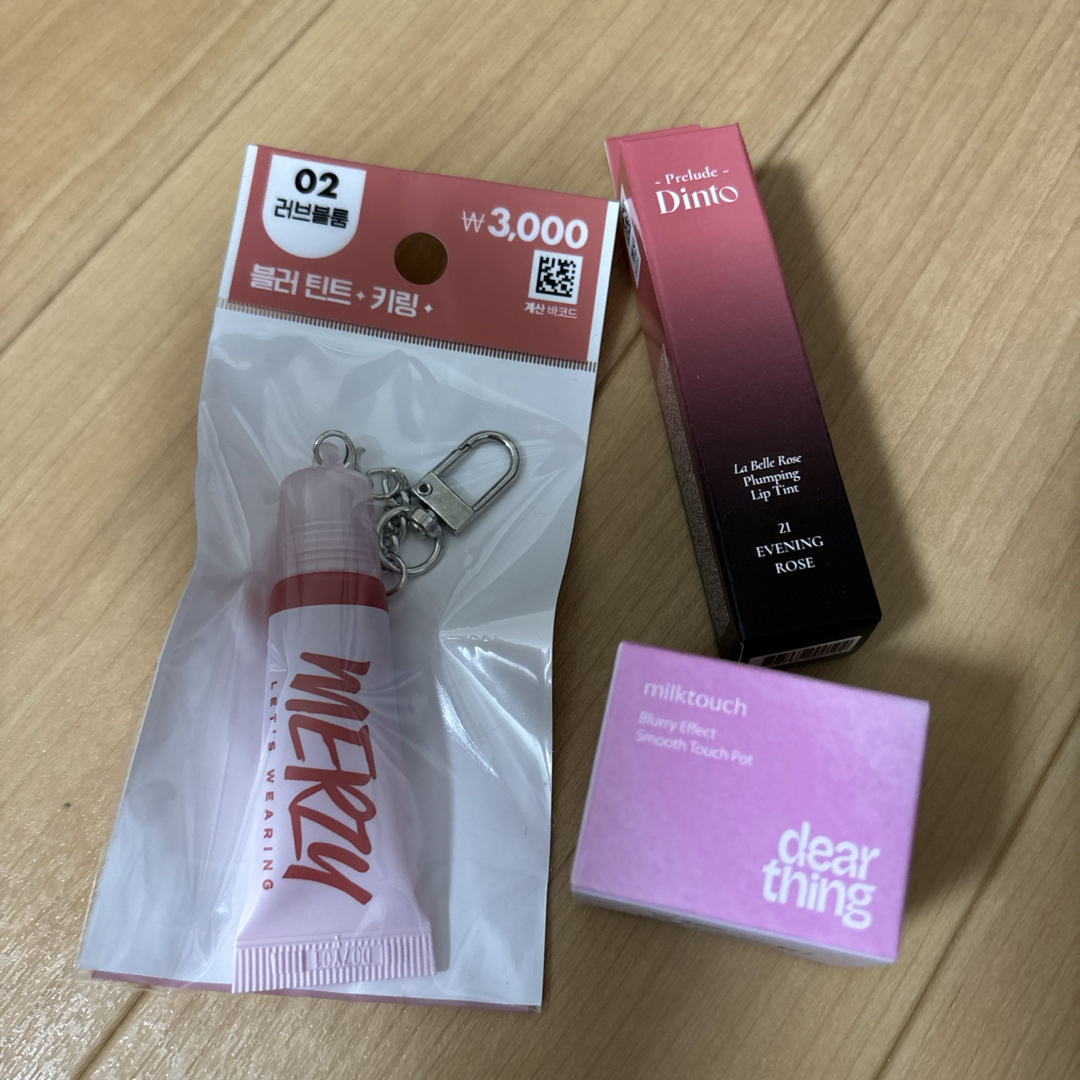 02
러브블룸
₩3,000
블러 틴트 키링
계산 바코드
MERZY
LET'S WEARING
- Prelude -
Dinto
La Belle Rose
Plumping
Lip Tint
21
EVENING
ROSE
milktouch
Blurry Effect
Smooth Touch Pot
dear
thing